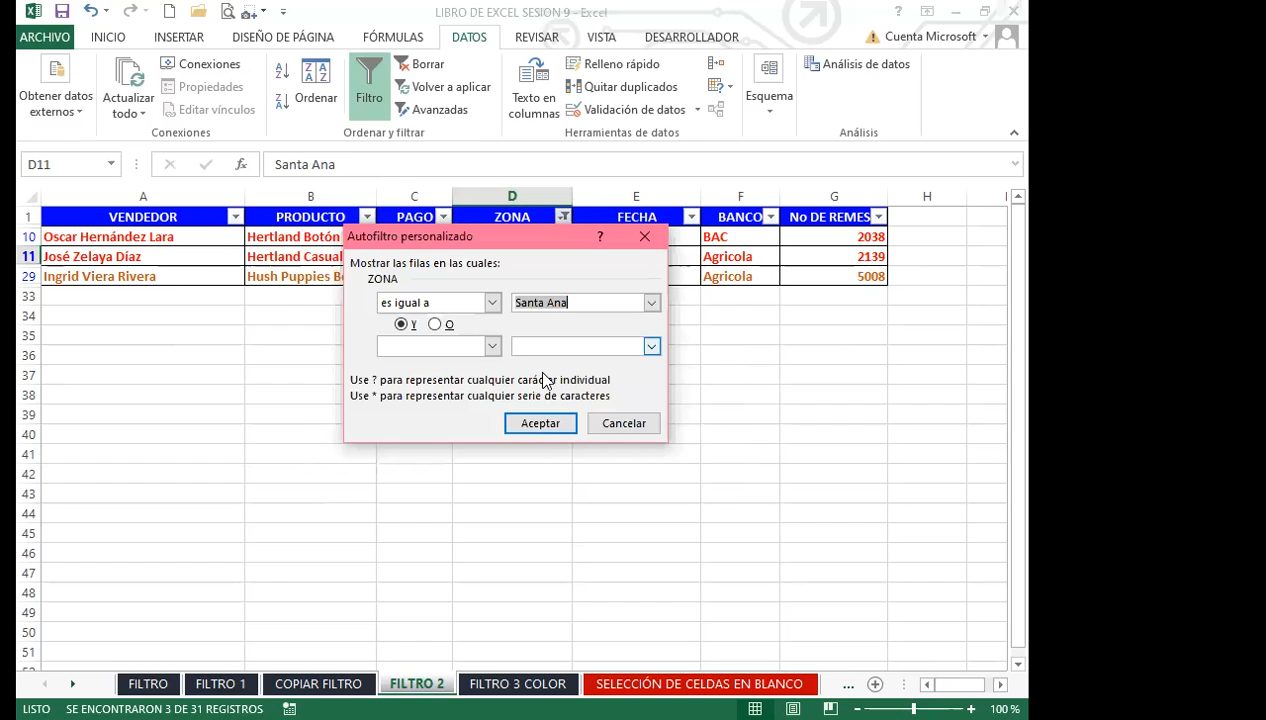 LIBRO DE EXCEL SESION 9 - Excel
ARCHIVO INICIO INSERTAR DISEÑO DE PÁGINA FÓRMULAS DATOS REVISAR VISTA DESARROLLADOR Cuenta Microsoft
Obtener datos externos
Actualizar todo
Conexiones
Propiedades
Editar vínculos
Conexiones
Ordenar
Filtro
Borrar
Volver a aplicar
Avanzadas
Ordenar y filtrar
Texto en columnas
Relleno rápido
Quitar duplicados
Validación de datos
Herramientas de datos
Esquema
Análisis de datos
Análisis
D11 fx Santa Ana
A B C D E F G H
1 VENDEDOR PRODUCTO PAGO ZONA FECHA BANCO No DE REMES
10 Oscar Hernández Lara Hertland Botón BAC 2038
11 José Zelaya Díaz Hertland Casual Agricola 2139
29 Ingrid Viera Rivera Hush Puppies Agricola 5008
33
34
35
36
37
38
39
40
41
42
43
44
45
46
47
48
49
50
51
Autofiltro personalizado ?
Mostrar las filas en las cuales:
ZONA
es igual a Santa Ana
Y O
Use ? para representar cualquier carácter individual
Use * para representar cualquier serie de caracteres
Aceptar Cancelar
FILTRO FILTRO 1 COPIAR FILTRO FILTRO 2 FILTRO 3 COLOR SELECCIÓN DE CELDAS EN BLANCO ...
LISTO SE ENCONTRARON 3 DE 31 REGISTROS 100 %